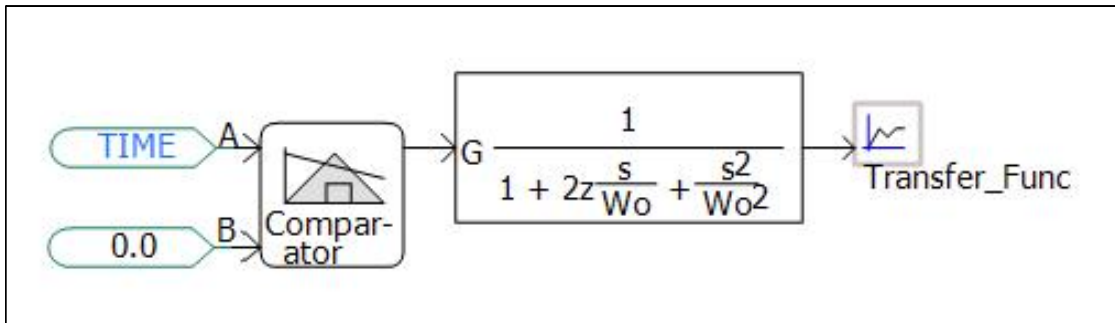 TIME
A
0.0
B
Compar-
ator
G
1
1 + 2z s/Wo + s2/Wo2
Transfer_Func